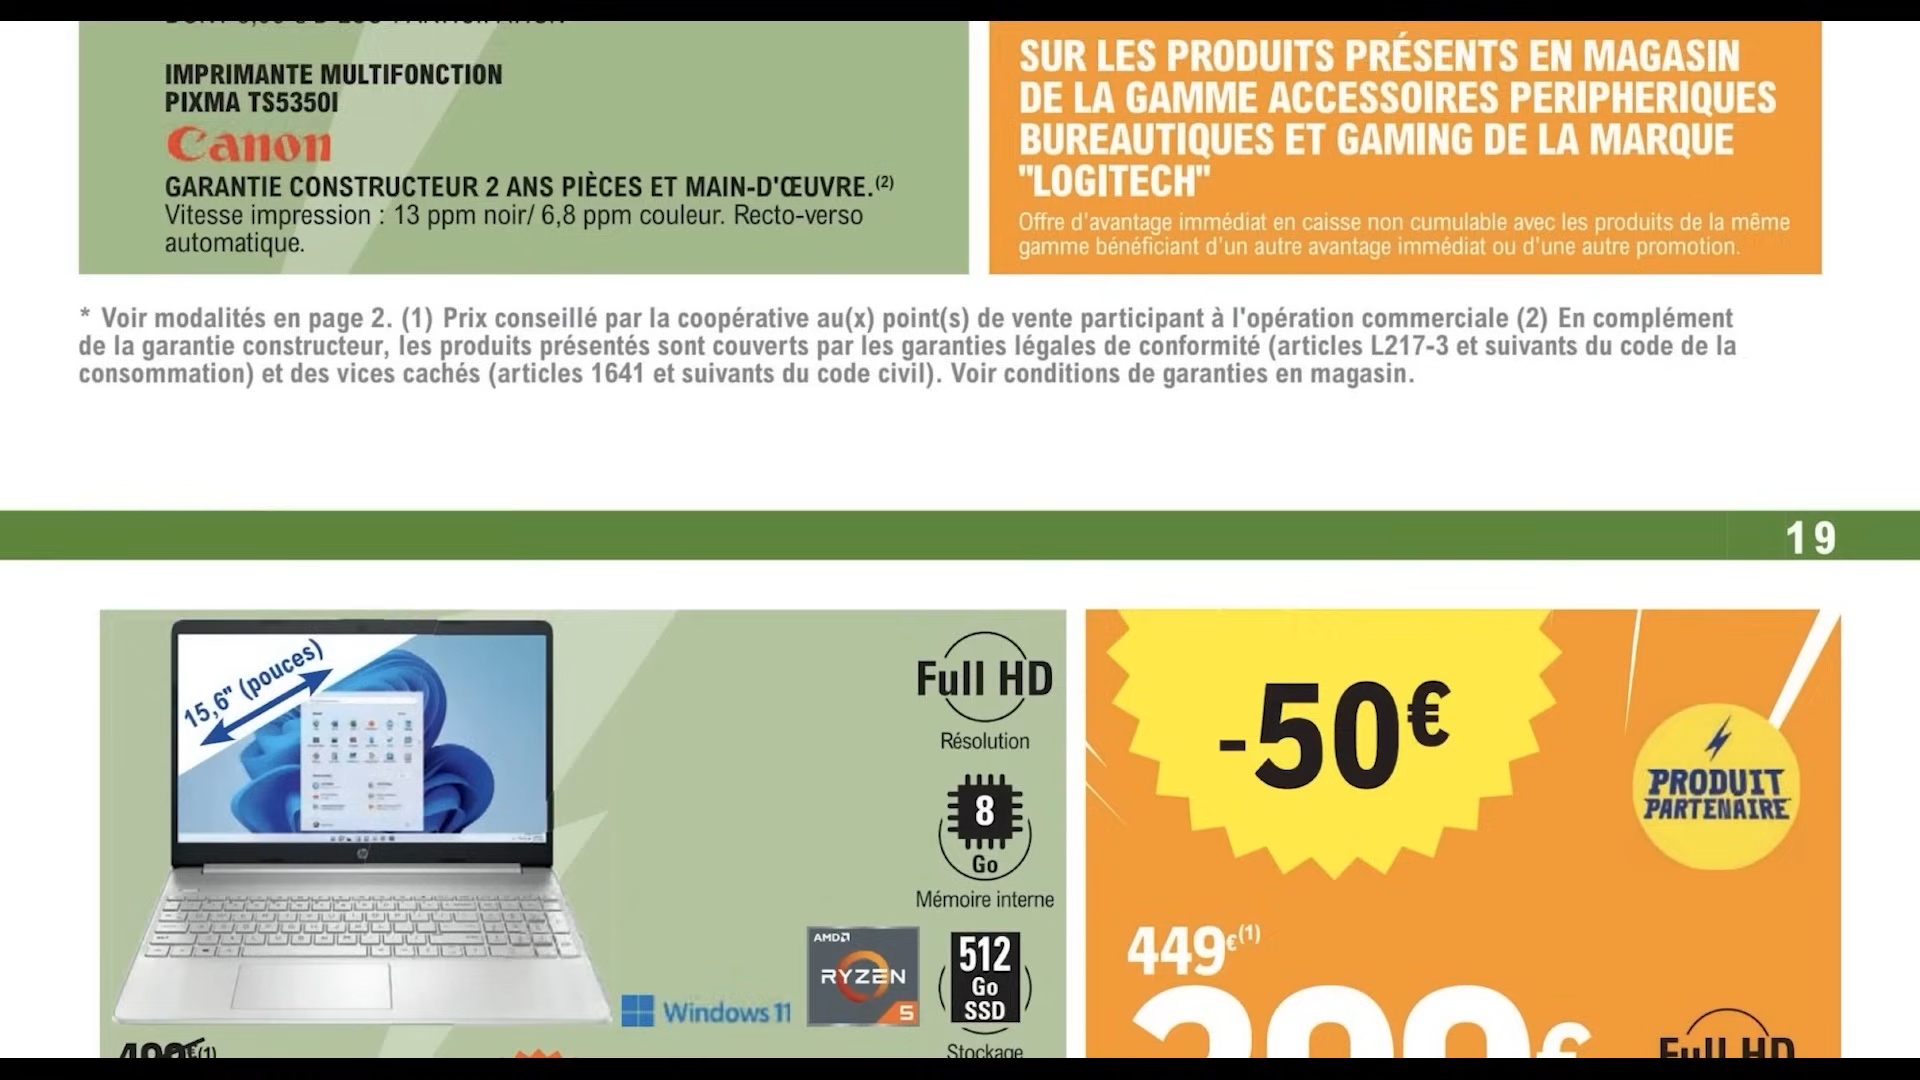 IMPRIMANTE MULTIFONCTION
PIXMA TS5350I
Canon
GARANTIE CONSTRUCTEUR 2 ANS PIÈCES ET MAIN-D'ŒUVRE.(2)
Vitesse impression : 13 ppm noir/ 6,8 ppm couleur. Recto-verso
automatique.
SUR LES PRODUITS PRÉSENTS EN MAGASIN
DE LA GAMME ACCESSOIRES PERIPHERIQUES
BUREAUTIQUES ET GAMING DE LA MARQUE
"LOGITECH"
Offre d'avantage immédiat en caisse non cumulable avec les produits de la même
gamme bénéficiant d'un autre avantage immédiat ou d'une autre promotion.
* Voir modalités en page 2. (1) Prix conseillé par la coopérative au(x) point(s) de vente participant à l'opération commerciale (2) En complément
de la garantie constructeur, les produits présentés sont couverts par les garanties légales de conformité (articles L217-3 et suivants du code de la
consommation) et des vices cachés (articles 1641 et suivants du code civil). Voir conditions de garanties en magasin.
19
15,6" (pouces)
hp
Full HD
Résolution
8
Go
Mémoire interne
512
Go
SSD
Stockage
AMD
RYZEN
5
Windows 11
-50€
PRODUIT
PARTENAIRE
449€(1)
Full HD